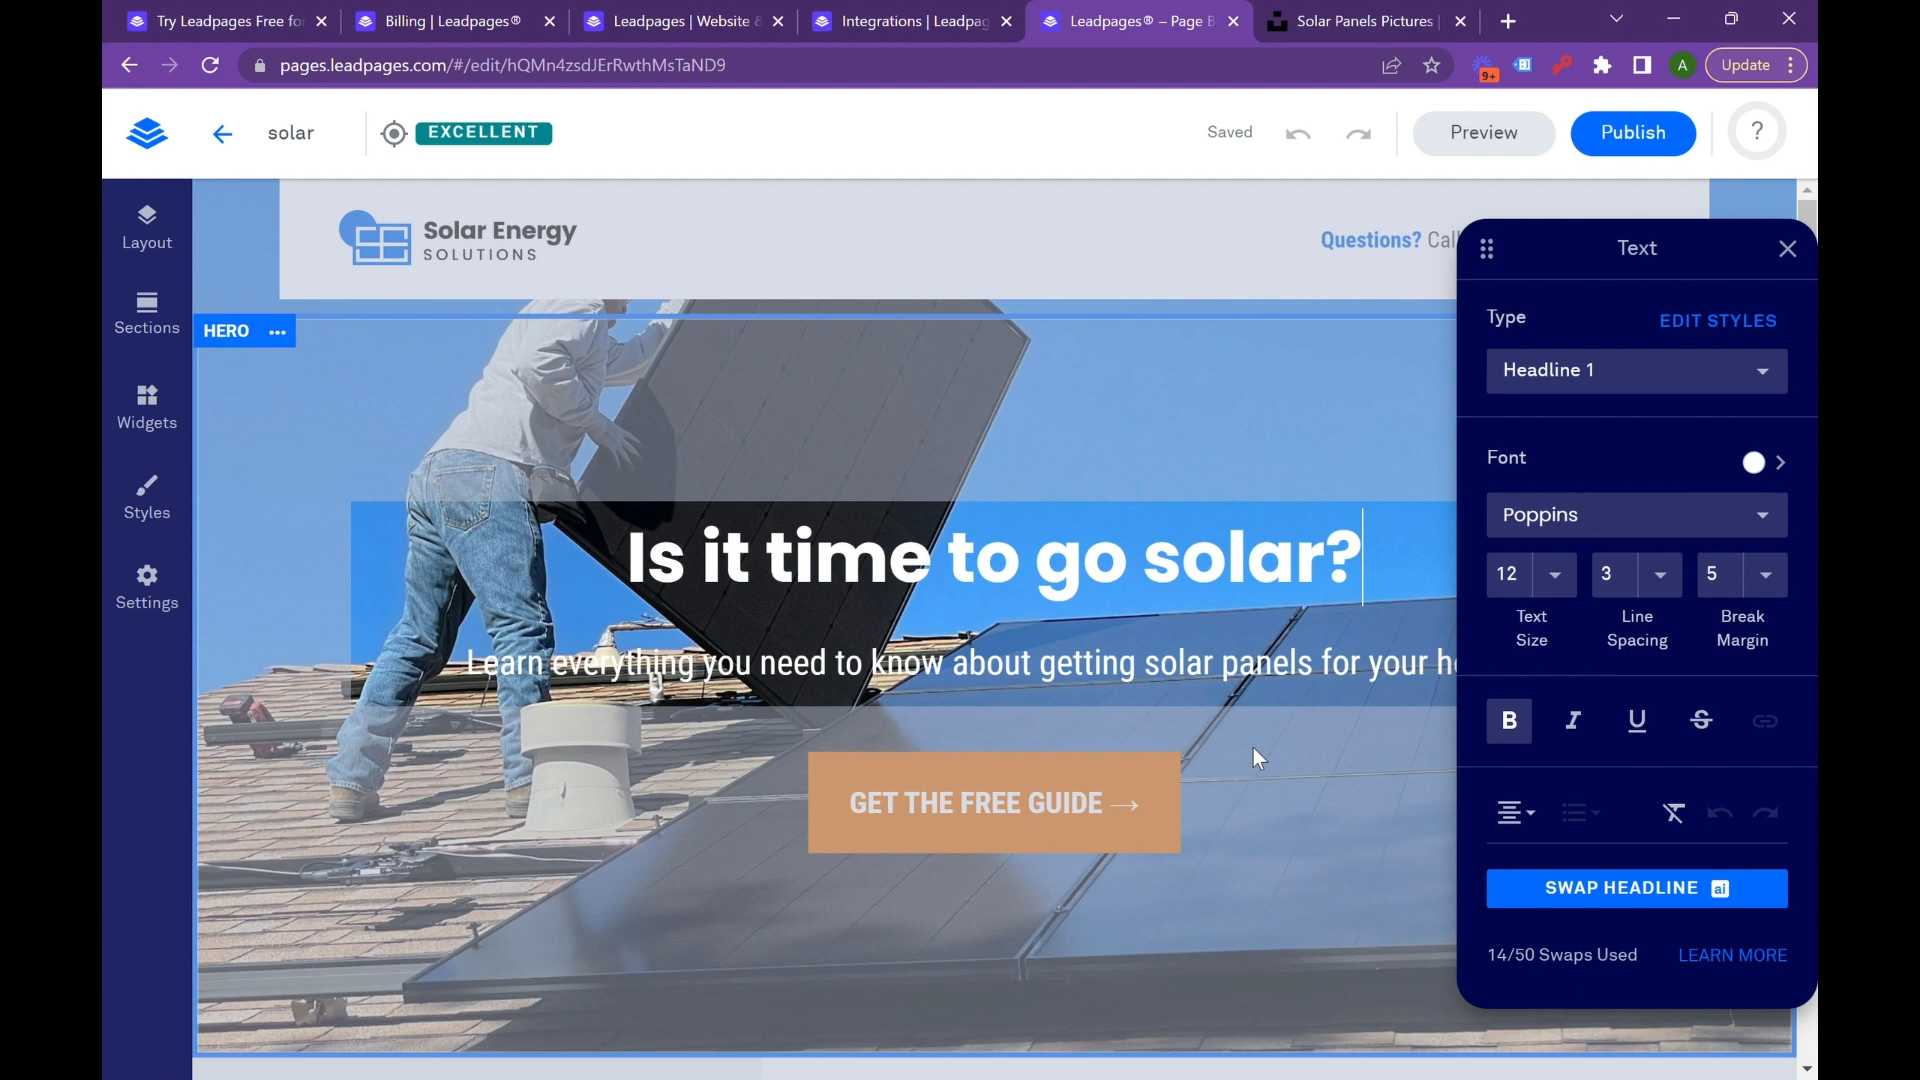 Try Leadpages Free fo
Billing | Leadpages®
Leadpages | Website &
Integrations | Leadpag
Leadpages® – Page B
Solar Panels Pictures |
pages.leadpages.com/#/edit/hQMn4zsdJErRwthMsTaND9
9+
A
Update
solar
EXCELLENT
Saved
Preview
Publish
?
Layout
Sections
Widgets
Styles
Settings
Solar Energy
SOLUTIONS
Questions? Call
HERO
Is it time to go solar?
Learn everything you need to know about getting solar panels for your
GET THE FREE GUIDE →
Text
Type
EDIT STYLES
Headline 1
Font
Poppins
12
3
5
Text Size
Line Spacing
Break Margin
B
I
U
S
SWAP HEADLINE ai
14/50 Swaps Used
LEARN MORE